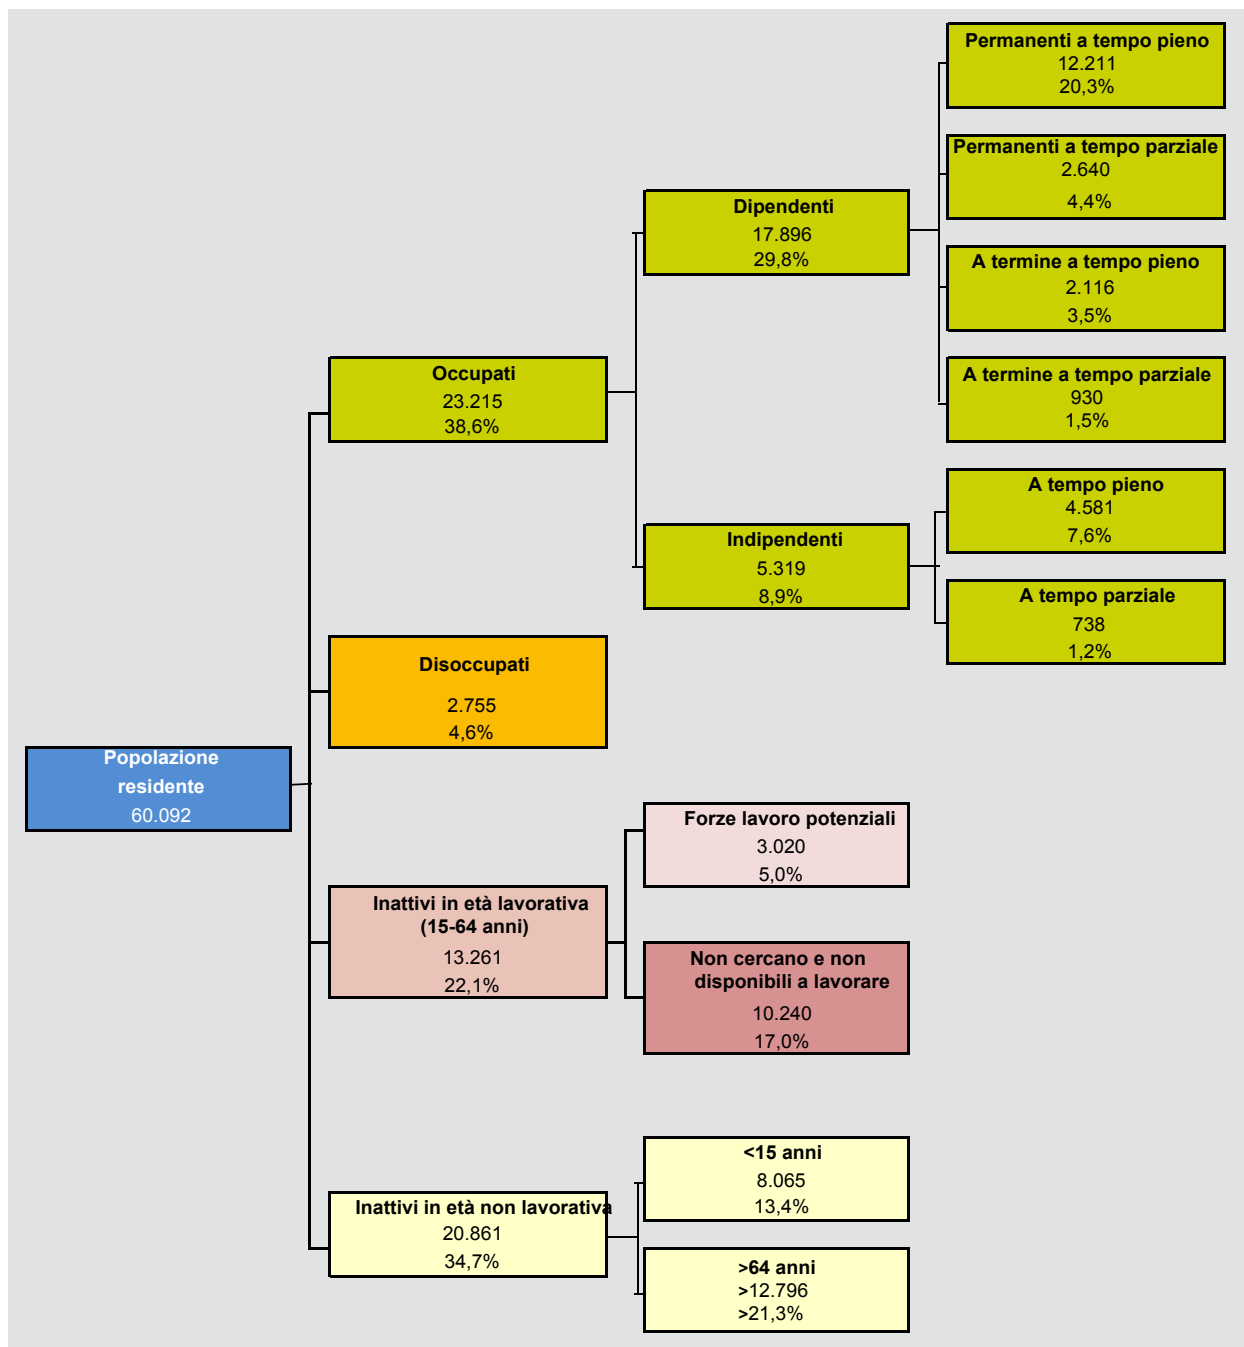 Popolazione
residente
60.092
Occupati
23.215
38,6%
Dipendenti
17.896
29,8%
Permanenti a tempo pieno
12.211
20,3%
Permanenti a tempo parziale
2.640
4,4%
A termine a tempo pieno
2.116
3,5%
A termine a tempo parziale
930
1,5%
Indipendenti
5.319
8,9%
A tempo pieno
4.581
7,6%
A tempo parziale
738
1,2%
Disoccupati
2.755
4,6%
Inattivi in età lavorativa
(15-64 anni)
13.261
22,1%
Forze lavoro potenziali
3.020
5,0%
Non cercano e non
disponibili a lavorare
10.240
17,0%
Inattivi in età non lavorativa
20.861
34,7%
<15 anni
8.065
13,4%
>64 anni
>12.796
>21,3%